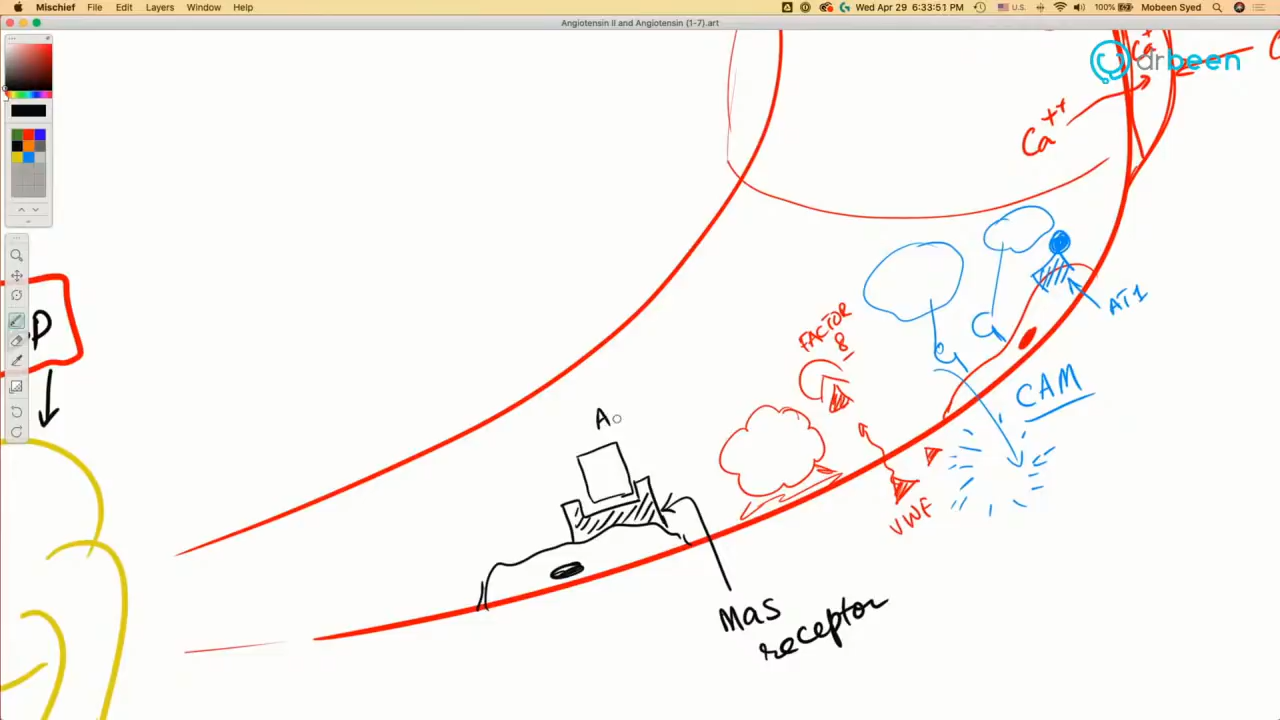 Mischief File Edit Layers Window Help
U.S. 100% Wed Apr 29 6:33:51 PM Mobeen Syed
Angiotensin II and Angiotensin (1-7).art
drbeen
Ca+
Ca++
AT1
FACTOR
8
CAM
VWF
A
Mas
receptor